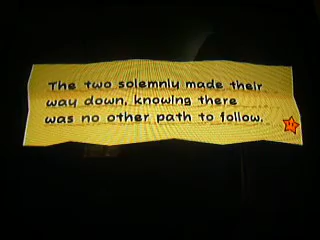 The two solemnly made their
way down, knowing there
was no other path to follow.